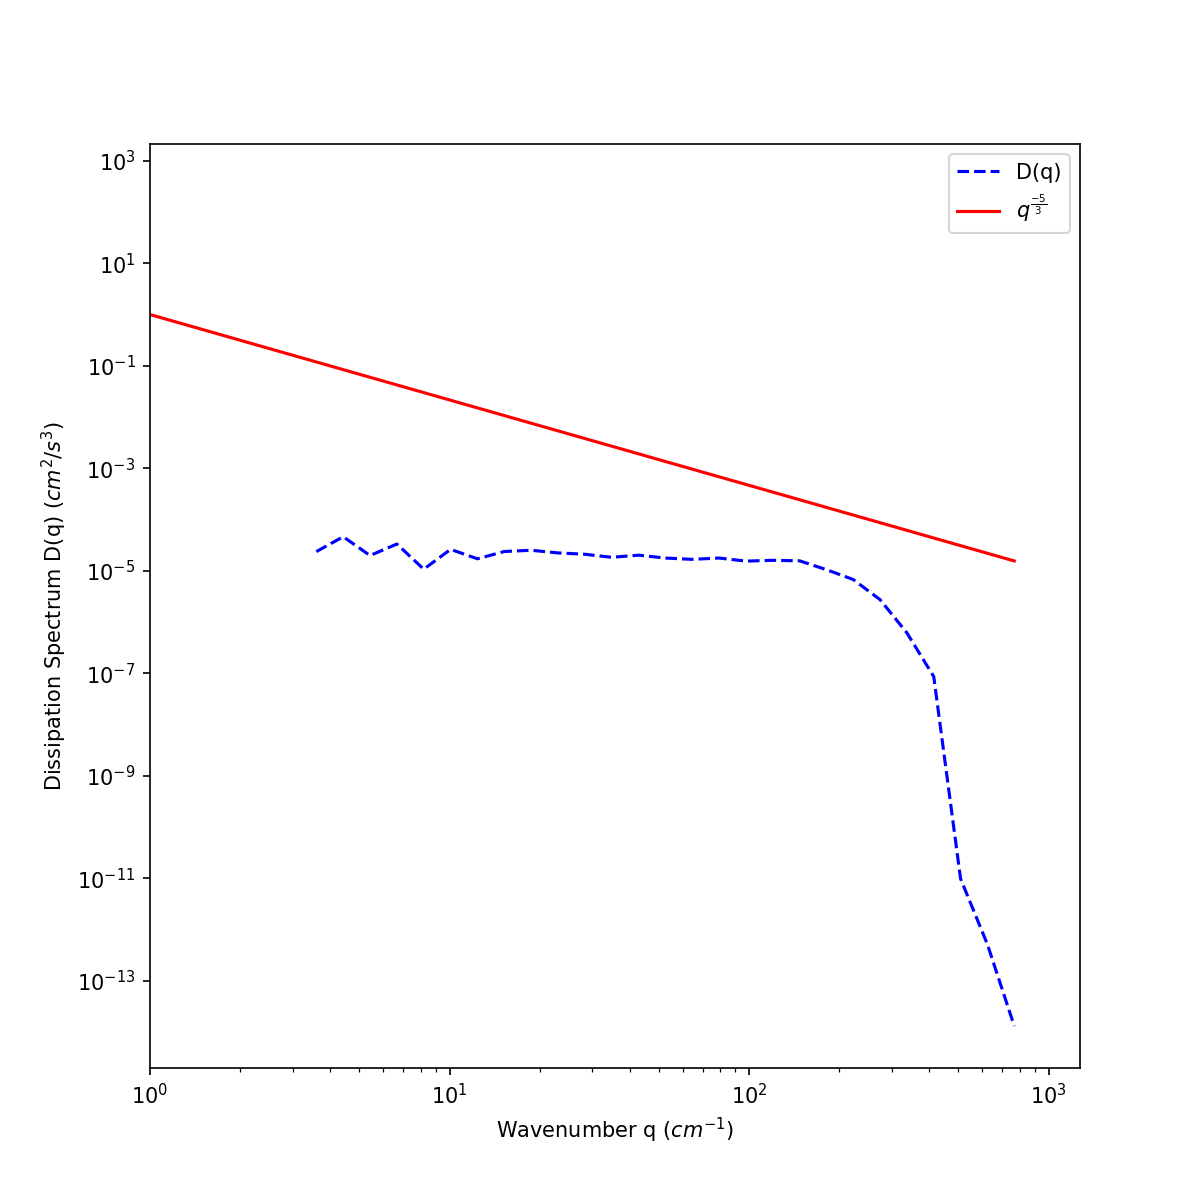 D(q)
q^{\frac{-5}{3}}
10^3
10^1
10^{-1}
10^{-3}
10^{-5}
10^{-7}
10^{-9}
10^{-11}
10^{-13}
Dissipation Spectrum D(q) (cm^2/s^3)
10^0 10^1 10^2 10^3
Wavenumber q (cm^{-1})